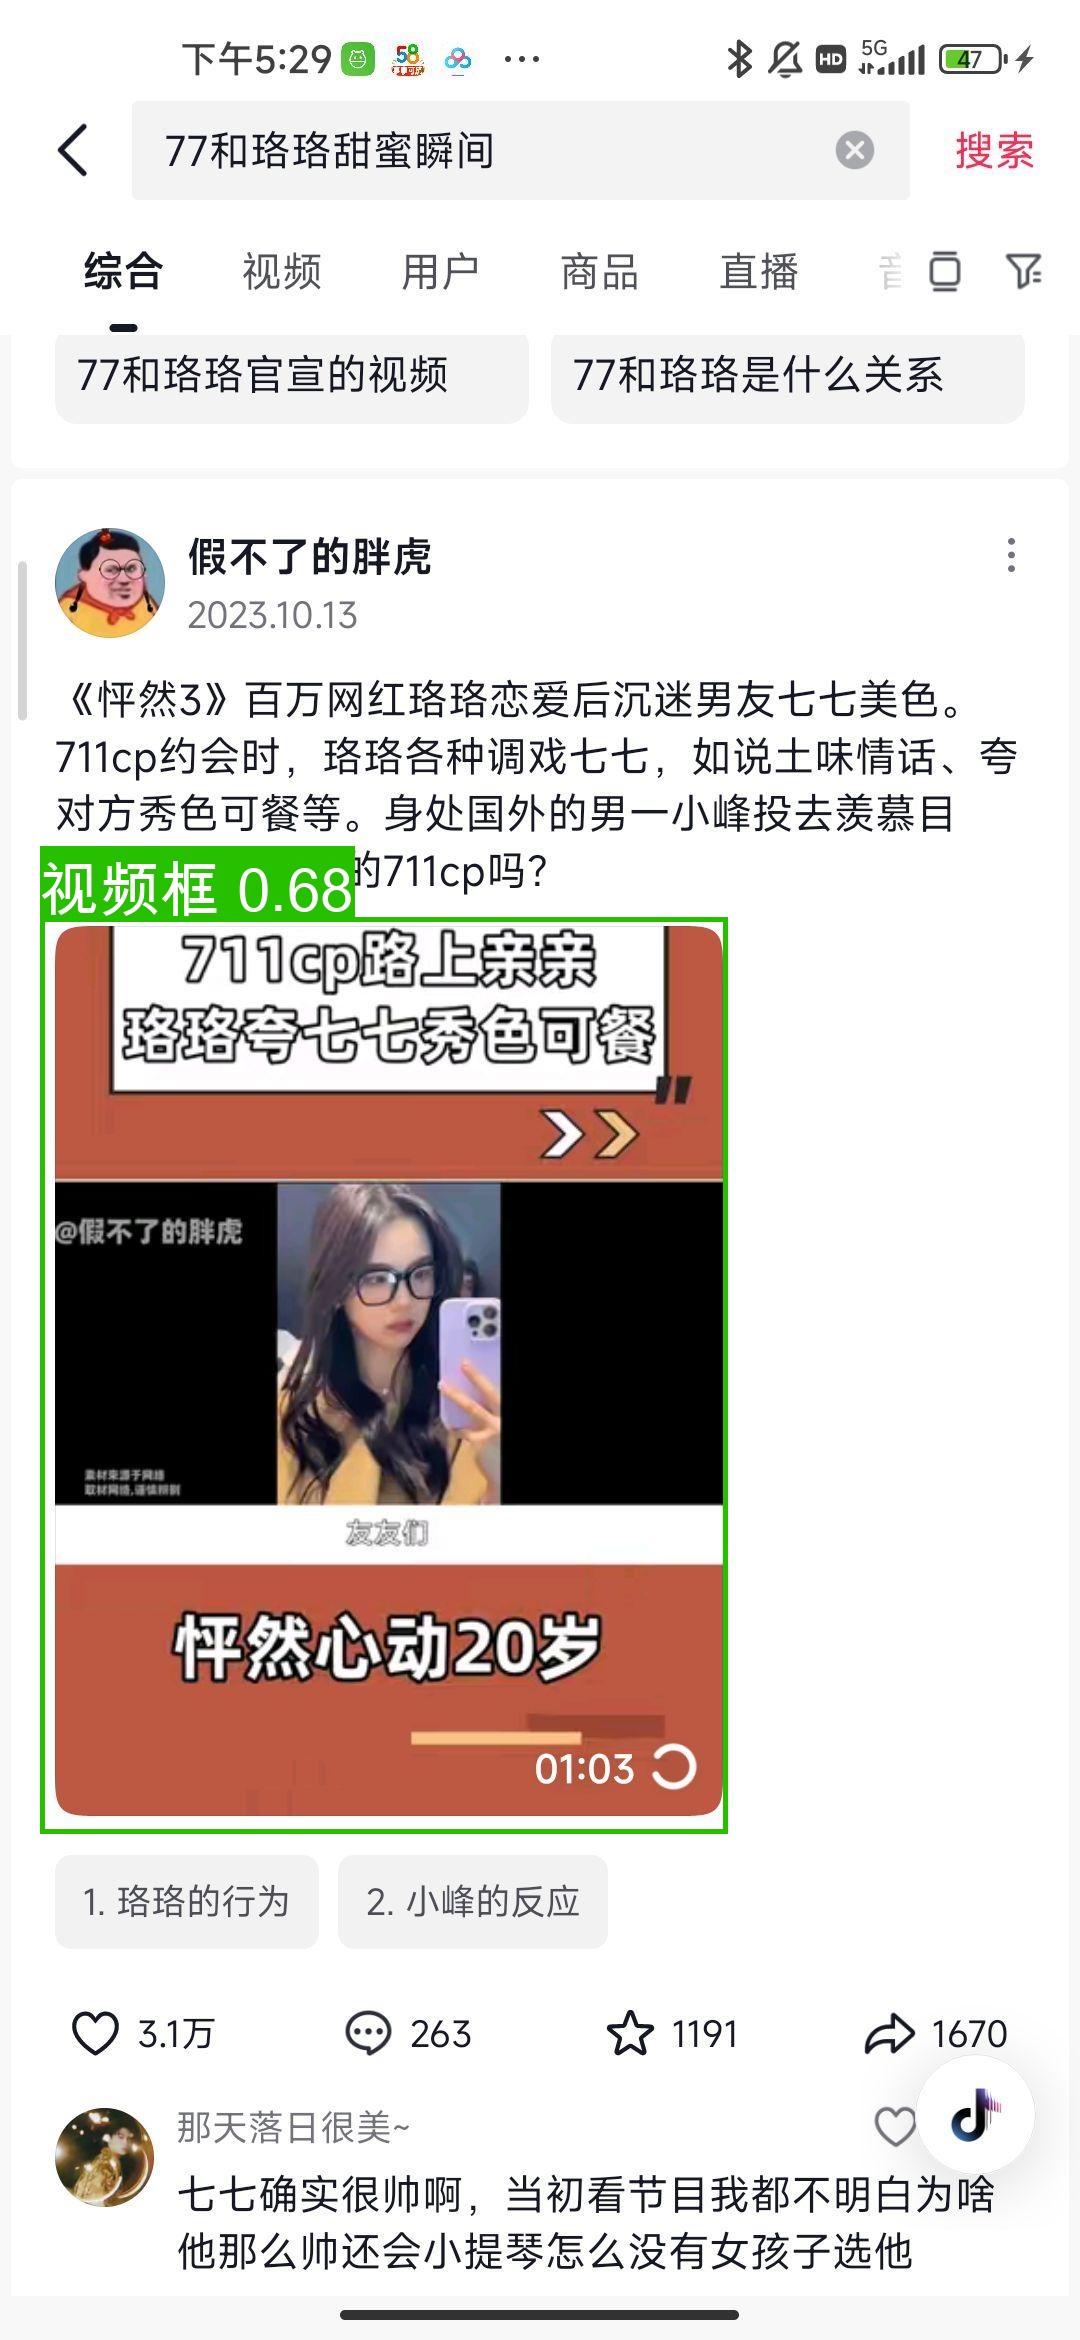 下午5:29
58
HD
5G
47
77和珞珞甜蜜瞬间
搜索
综合
视频
用户
商品
直播
77和珞珞官宣的视频
77和珞珞是什么关系
假不了的胖虎
2023.10.13
《怦然3》百万网红珞珞恋爱后沉迷男友七七美色。
711cp约会时，珞珞各种调戏七七，如说土味情话、夸
对方秀色可餐等。身处国外的男一小峰投去羡慕目
的711cp吗？
视频框 0.68
711cp路上亲亲
珞珞夸七七秀色可餐
@假不了的胖虎
素材来源于网络
取材网络,谨慎辨别
友友们
怦然心动20岁
01:03
1. 珞珞的行为
2. 小峰的反应
3.1万
263
1191
1670
那天落日很美~
七七确实很帅啊，当初看节目我都不明白为啥
他那么帅还会小提琴怎么没有女孩子选他